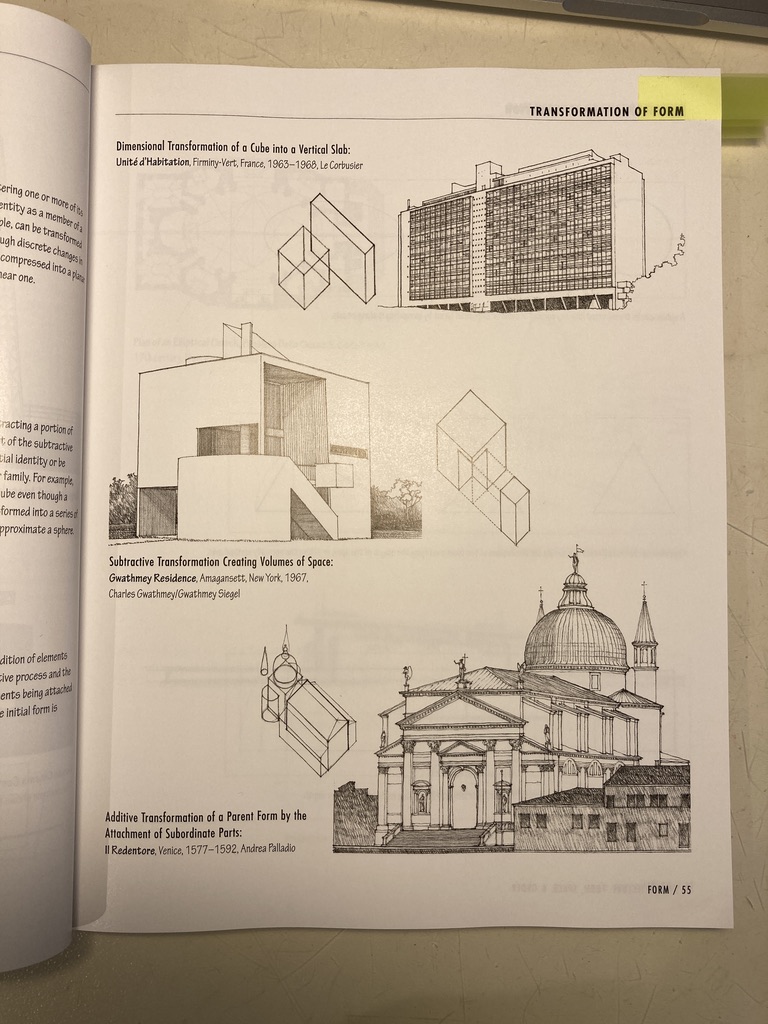 TRANSFORMATION OF FORM
Dimensional Transformation of a Cube into a Vertical Slab:
Unité d'Habitation, Firminy-Vert, France, 1963–1968, Le Corbusier
Subtractive Transformation Creating Volumes of Space:
Gwathmey Residence, Amagansett, New York, 1967,
Charles Gwathmey/Gwathmey Siegel
Additive Transformation of a Parent Form by the
Attachment of Subordinate Parts:
Il Redentore, Venice, 1577–1592, Andrea Palladio
FORM / 55
tering one or more of its
entity as a member of a
ple, can be transformed
ugh discrete changes in
compressed into a planar
near one.
racting a portion of
t of the subtractive
tial identity or be
family. For example,
ube even though a
formed into a series of
pproximate a sphere.
dition of elements
tive process and the
ents being attached
e initial form is